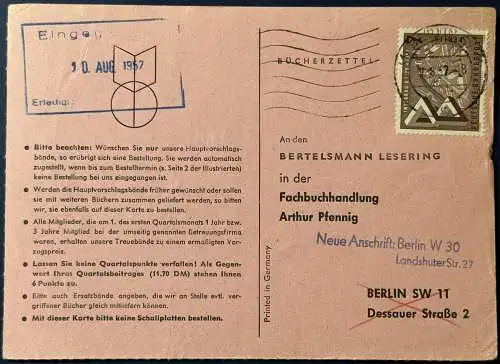 Eingeg
10. AUG 1957
Erledigt:
BÜCHERZETTEL
● Bitte beachten: Wünschen Sie nur unsere Hauptvorschlags-
bände, so erübrigt sich eine Bestellung. Sie werden automatisch
zugestellt, wenn bis zum Bestelltermin (s. Seite 2 der Illustrierten)
keine Bestellung bei uns eingegangen ist.
● Werden die Hauptvorschlagsbände früher gewünscht oder sollen
sie mit weiteren Büchern zusammen geliefert werden, so bitten
wir, sie ebenfalls auf dieser Karte zu bestellen.
● Alle Mitglieder, die am 1. des ersten Quartalsmonats 1 Jahr bzw.
3 Jahre Mitglied bei der umseitig genannten Betreuungsfirma
waren, erhalten unsere Treuebände zu einem ermäßigten Vor-
zugspreis.
● Lassen Sie keine Quartalspunkte verfallen! Als Gegen-
wert Ihres Quartalsbeitrages (11,70 DM) stehen Ihnen
6 Punkte zu.
● Bitte auch Ersatzbände angeben, die wir an Stelle evtl. ver-
griffener Bücher gleich mitliefern können.
● Mit dieser Karte bitte keine Schallplatten bestellen.
Printed in Germany
An den
BERTELSMANN LESERING
in der
Fachbuchhandlung
Arthur Pfennig
Neue Anschrift: Berlin W 30
Landshuter Str. 27
BERLIN SW 11
Dessauer Straße 2